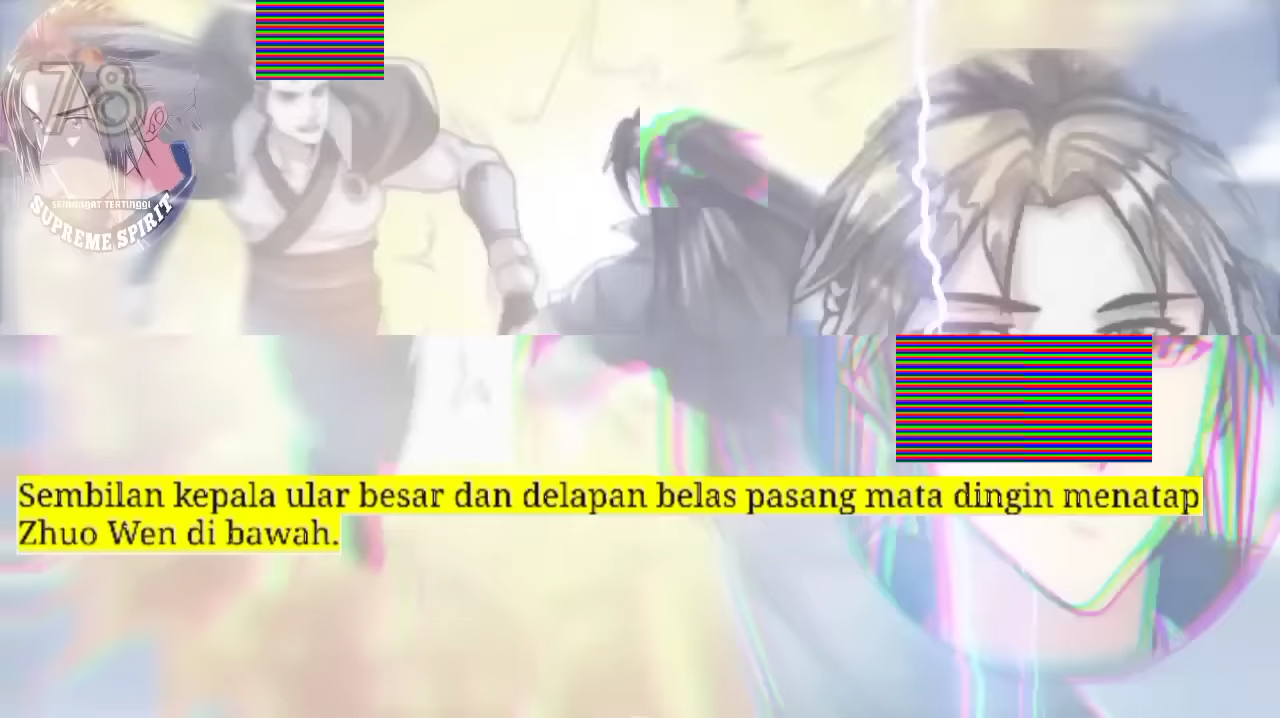 78
SEMANGAT TERTINGGI
SUPREME SPIRIT
Sembilan kepala ular besar dan delapan belas pasang mata dingin menatap
Zhuo Wen di bawah.